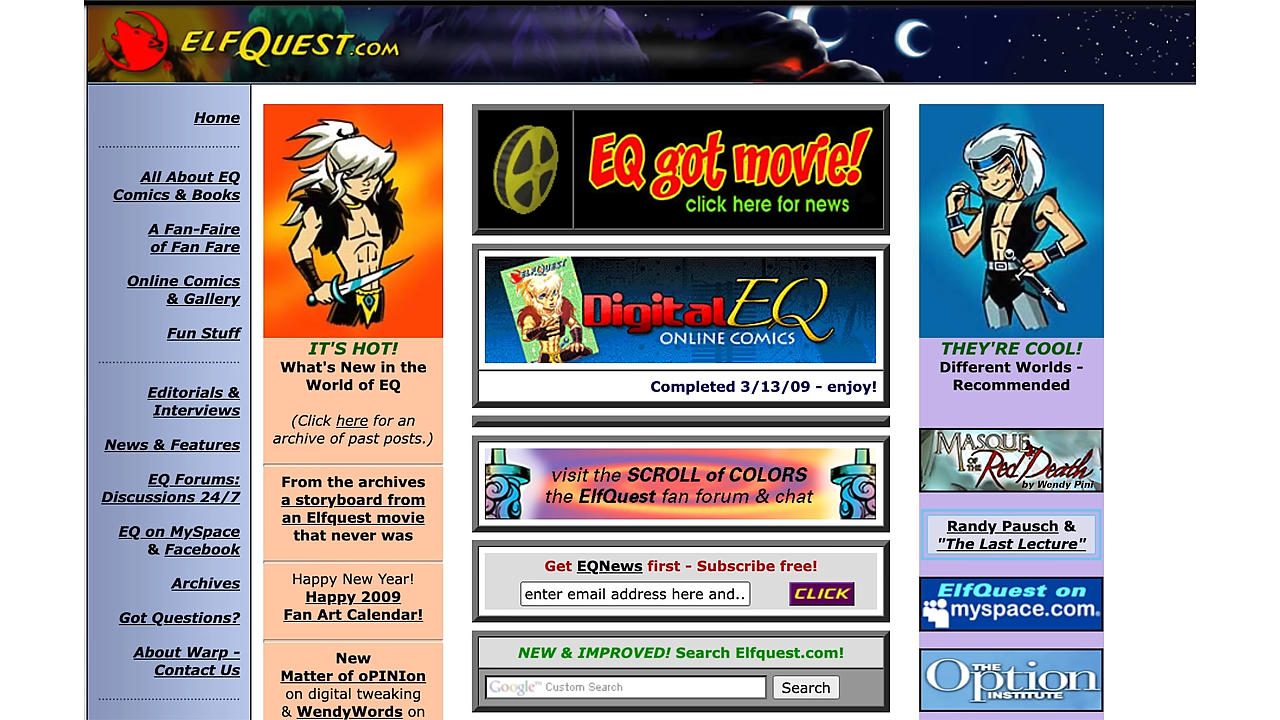 ELFQUEST.COM
Home
All About EQ
Comics & Books
A Fan-Faire
of Fan Fare
Online Comics
& Gallery
Fun Stuff
Editorials &
Interviews
News & Features
EQ Forums:
Discussions 24/7
EQ on MySpace
& Facebook
Archives
Got Questions?
About Warp -
Contact Us
IT'S HOT!
What's New in the
World of EQ
(Click here for an
archive of past posts.)
From the archives
a storyboard from
an Elfquest movie
that never was
Happy New Year!
Happy 2009
Fan Art Calendar!
New
Matter of oPINIon
on digital tweaking
& WendyWords on
EQ got movie!
click here for news
ELFQUEST
Digital EQ
ONLINE COMICS
Completed 3/13/09 - enjoy!
visit the SCROLL of COLORS
the ElfQuest fan forum & chat
Get EQNews first - Subscribe free!
enter email address here and..
CLICK
NEW & IMPROVED! Search Elfquest.com!
Google™ Custom Search
Search
THEY'RE COOL!
Different Worlds -
Recommended
MASQUE
OF THE Red Death
by Wendy Pini
Randy Pausch &
"The Last Lecture"
ElfQuest on
myspace.com
THE
Option
INSTITUTE